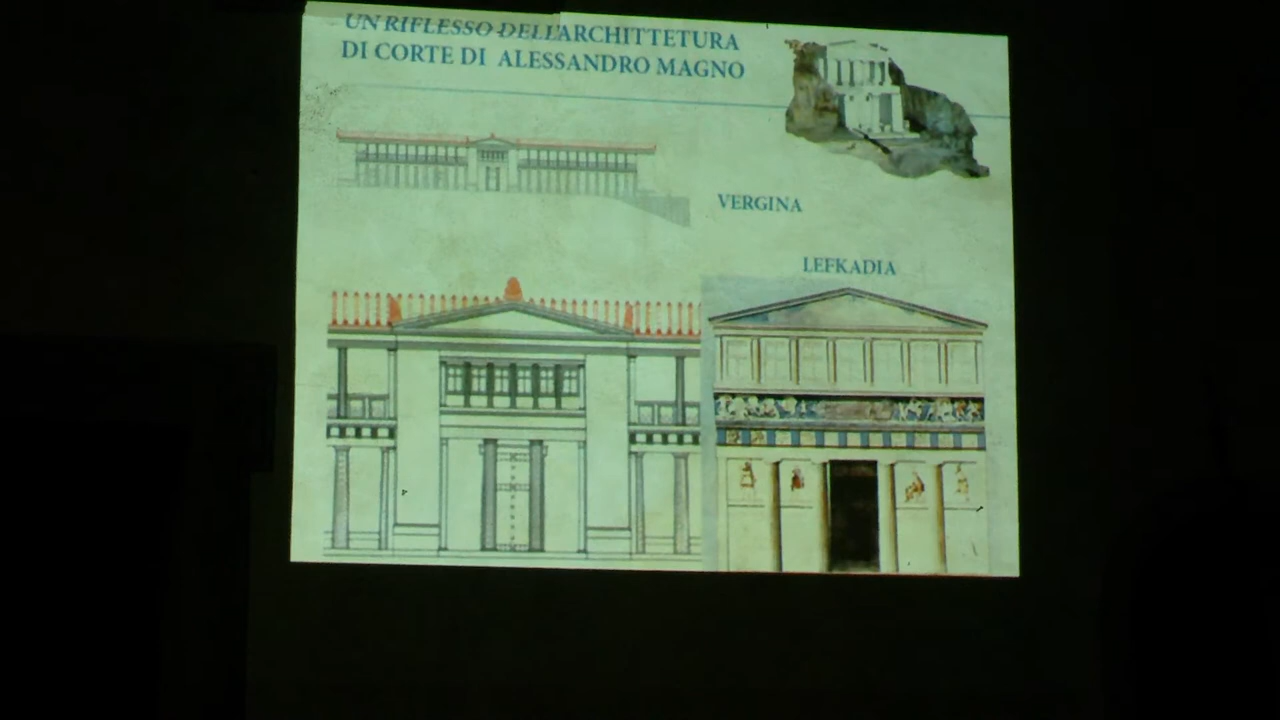 UN RIFLESSO DELL'ARCHITTETURA
DI CORTE DI ALESSANDRO MAGNO
VERGINA
LEFKADIA